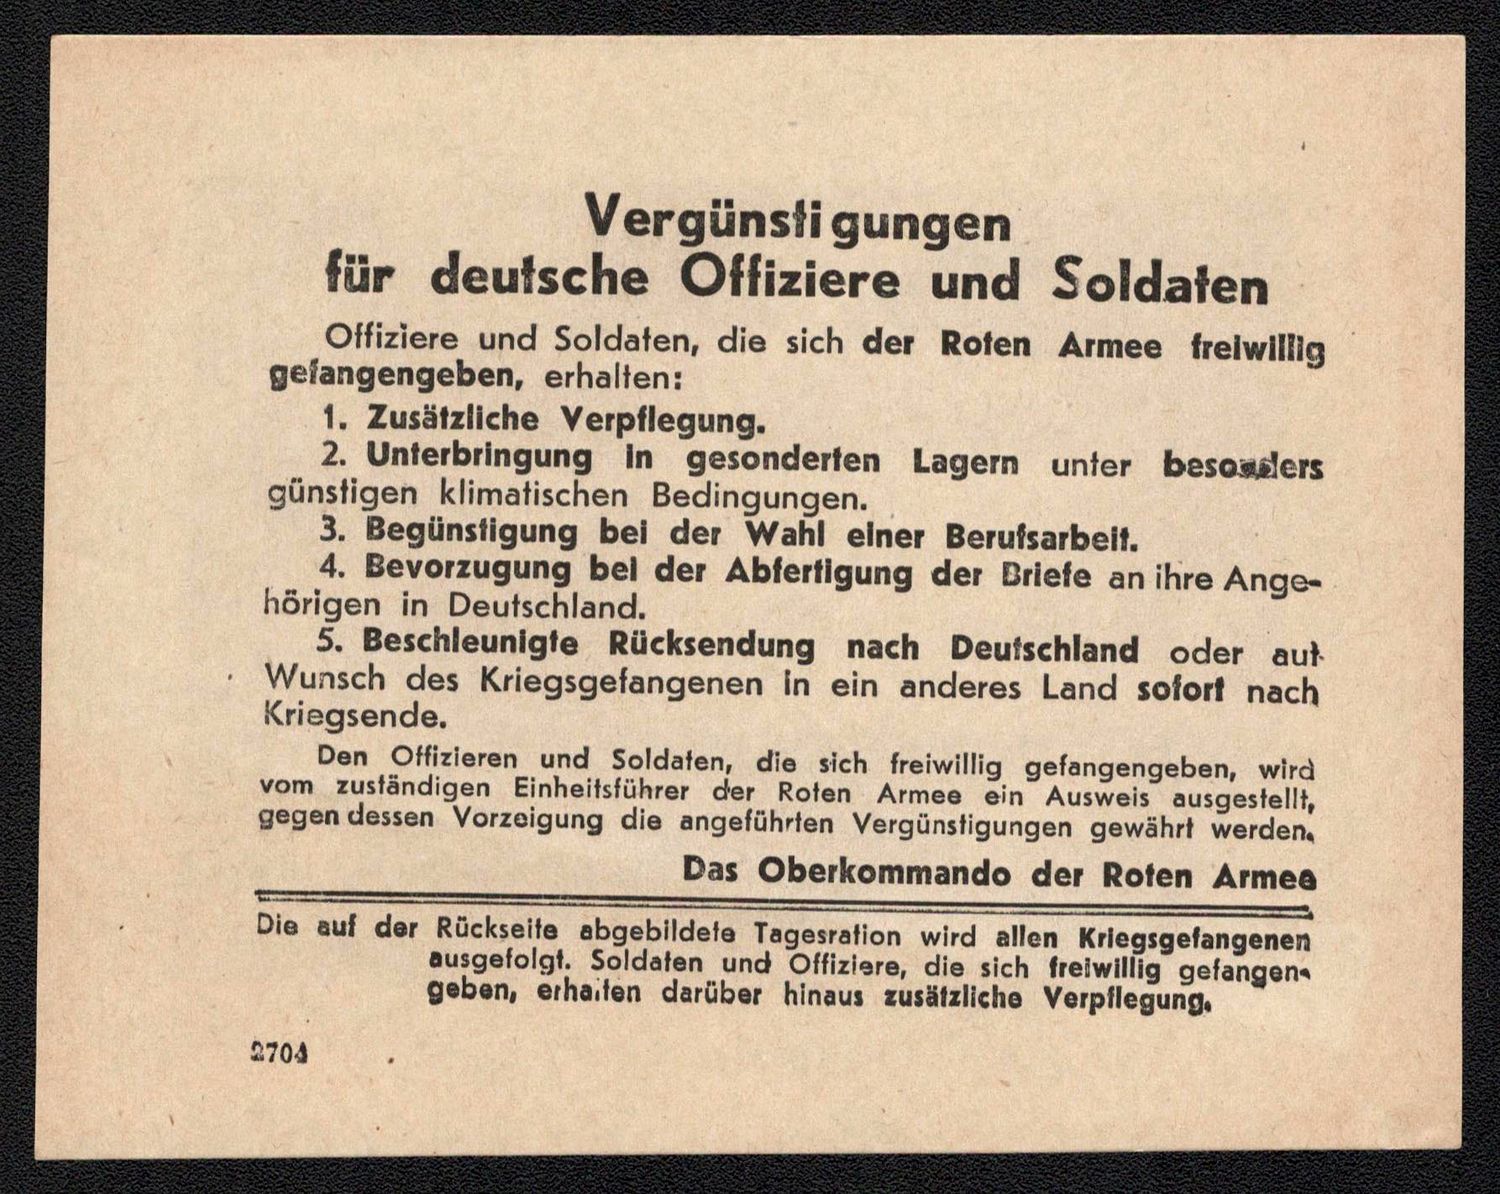 Vergünstigungen
für deutsche Offiziere und Soldaten
Offiziere und Soldaten, die sich der Roten Armee freiwillig
gefangengeben, erhalten:
1. Zusätzliche Verpflegung.
2. Unterbringung in gesonderten Lagern unter besonders
günstigen klimatischen Bedingungen.
3. Begünstigung bei der Wahl einer Berufsarbeit.
4. Bevorzugung bei der Abfertigung der Briefe an ihre Ange-
hörigen in Deutschland.
5. Beschleunigte Rücksendung nach Deutschland oder auf
Wunsch des Kriegsgefangenen in ein anderes Land sofort nach
Kriegsende.
Den Offizieren und Soldaten, die sich freiwillig gefangengeben, wird
vom zuständigen Einheitsführer der Roten Armee ein Ausweis ausgestellt,
gegen dessen Vorzeigung die angeführten Vergünstigungen gewährt werden.
Das Oberkommando der Roten Armee
Die auf der Rückseite abgebildete Tagesration wird allen Kriegsgefangenen
ausgefolgt. Soldaten und Offiziere, die sich freiwillig gefangen-
geben, erhalten darüber hinaus zusätzliche Verpflegung.
2704